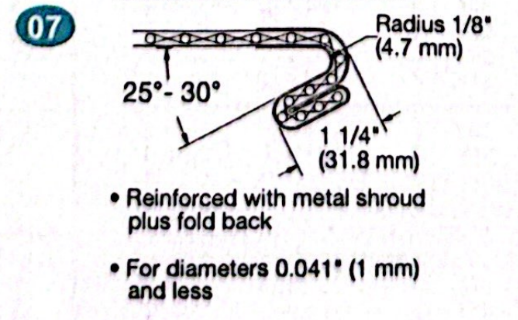 07
Radius 1/8"
(4.7 mm)
25°- 30°
1 1/4"
(31.8 mm)
• Reinforced with metal shroud
plus fold back
• For diameters 0.041" (1 mm)
and less